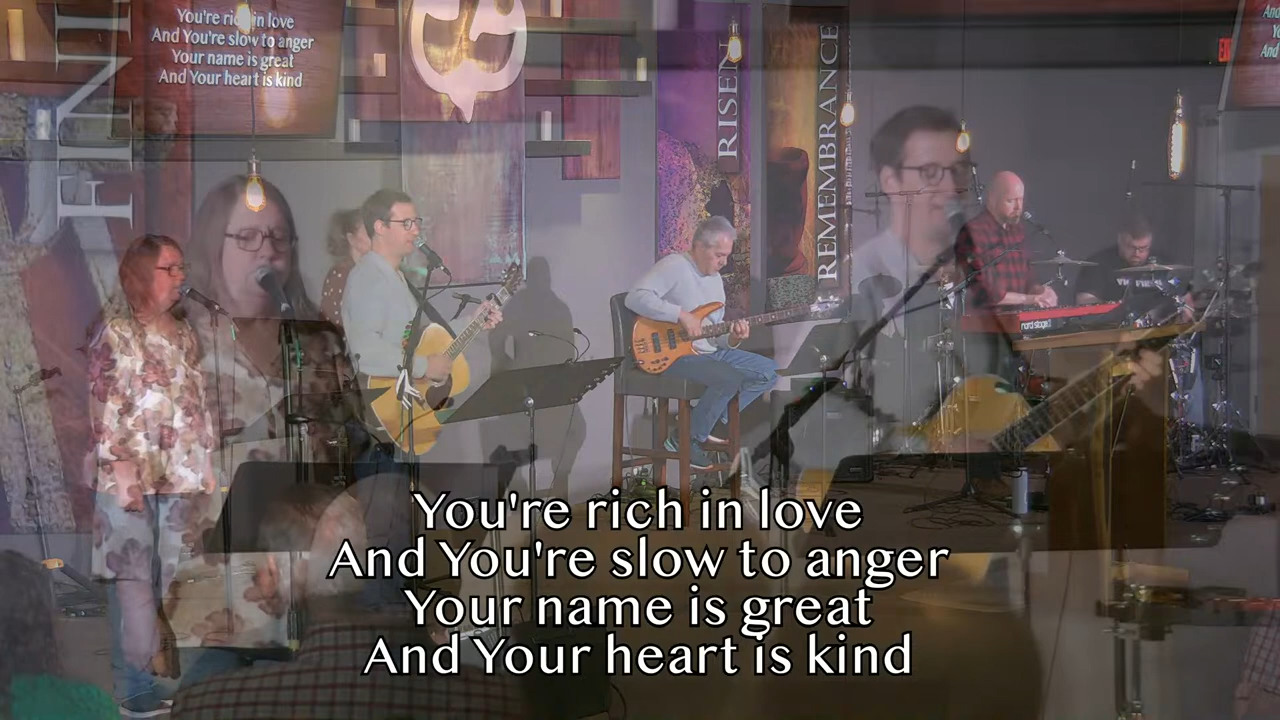 You're rich in love
And You're slow to anger
Your name is great
And Your heart is kind
RISEN
REMEMBRANCE
nord stage
You're rich in love
And You're slow to anger
Your name is great
And Your heart is kind